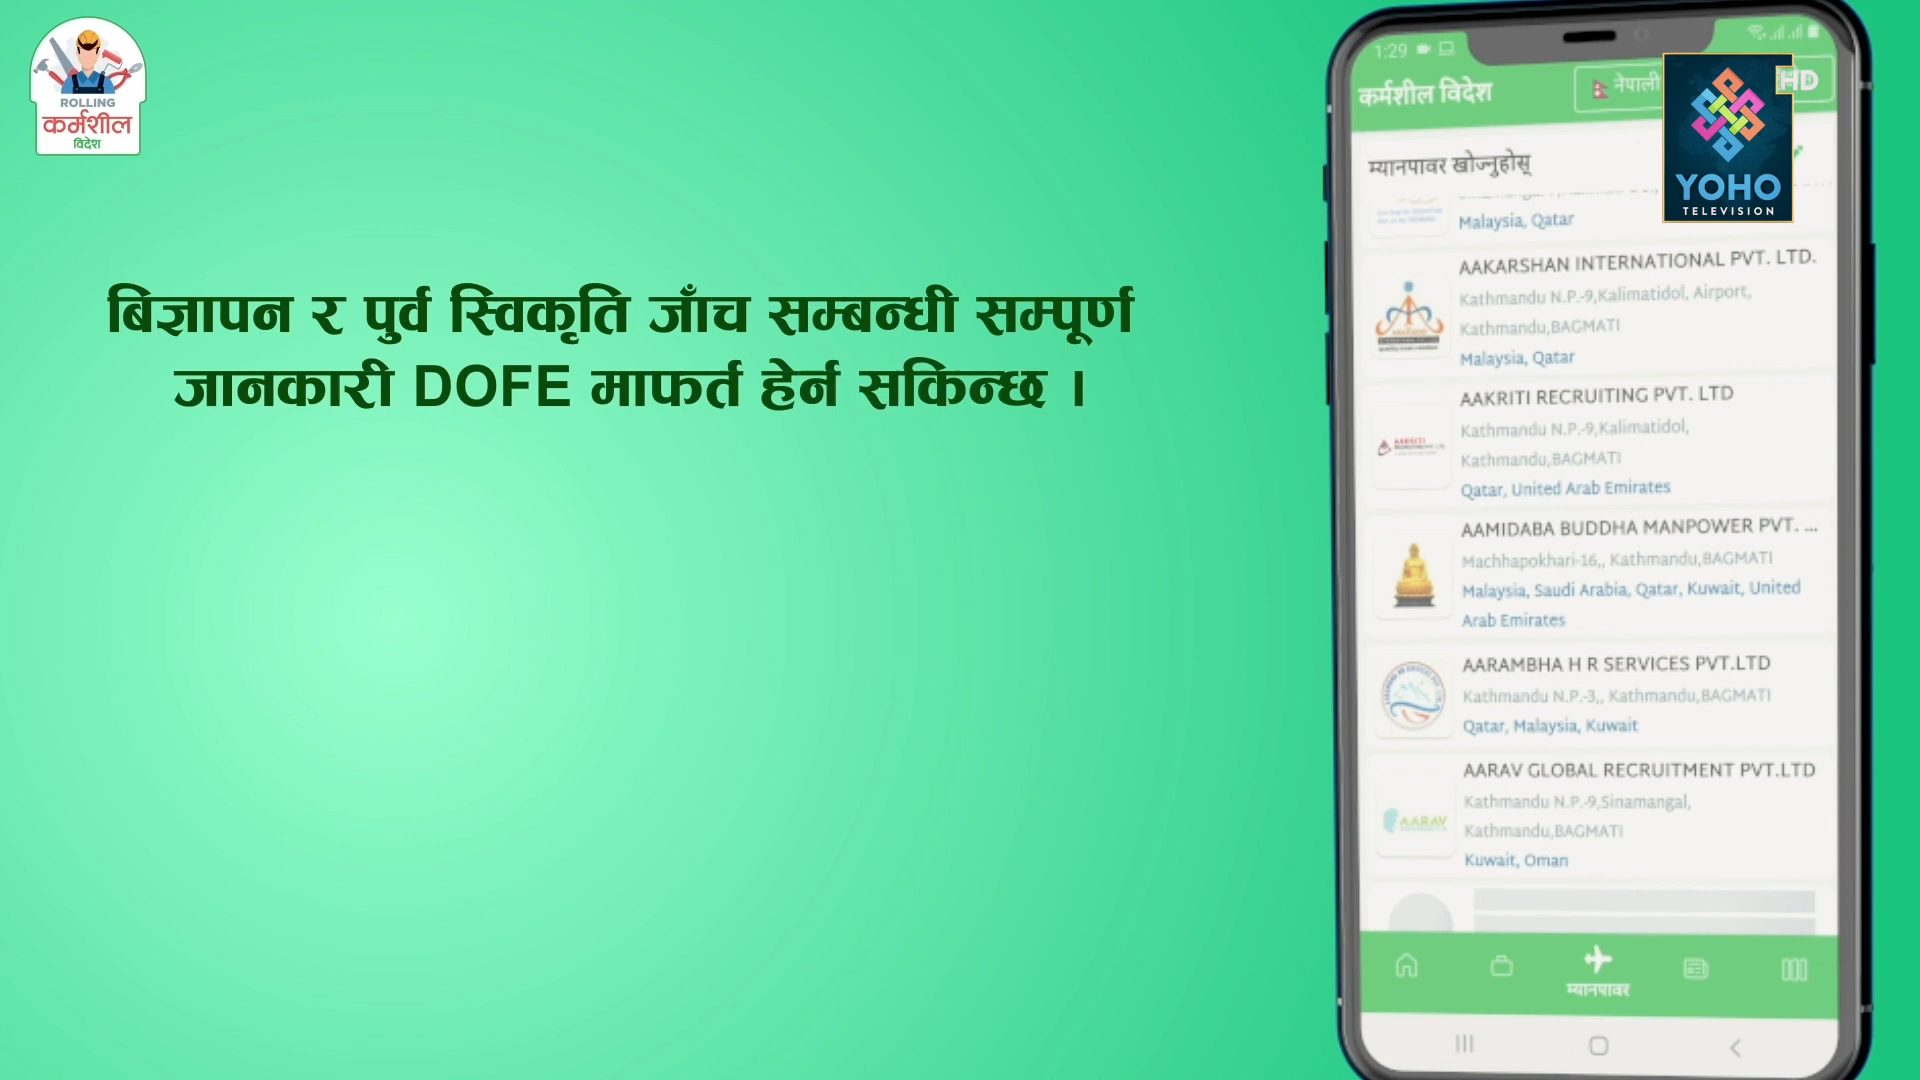 ROLLING
कर्मशील
विदेश
बिज्ञापन र पुर्व स्विकृति जाँच सम्बन्धी सम्पूर्ण
जानकारी DOFE मार्फत हेर्न सकिन्छ ।
1:29
कर्मशील विदेश
नेपाली
HD
YOHO
TELEVISION
म्यानपावर खोज्नुहोस्
Malaysia, Qatar
AAKARSHAN INTERNATIONAL PVT. LTD.
Kathmandu N.P.-9,Kalimatidol, Airport,
Kathmandu,BAGMATI
Malaysia, Qatar
AAKRITI RECRUITING PVT. LTD
Kathmandu N.P.-9,Kalimatidol,
Kathmandu,BAGMATI
Qatar, United Arab Emirates
AAMIDABA BUDDHA MANPOWER PVT. ...
Machhapokhari-16,, Kathmandu,BAGMATI
Malaysia, Saudi Arabia, Qatar, Kuwait, United
Arab Emirates
AARAMBHA H R SERVICES PVT.LTD
Kathmandu N.P.-3,, Kathmandu,BAGMATI
Qatar, Malaysia, Kuwait
AARAV GLOBAL RECRUITMENT PVT.LTD
Kathmandu N.P.-9,Sinamangal,
Kathmandu,BAGMATI
Kuwait, Oman
AARAV
म्यानपावर